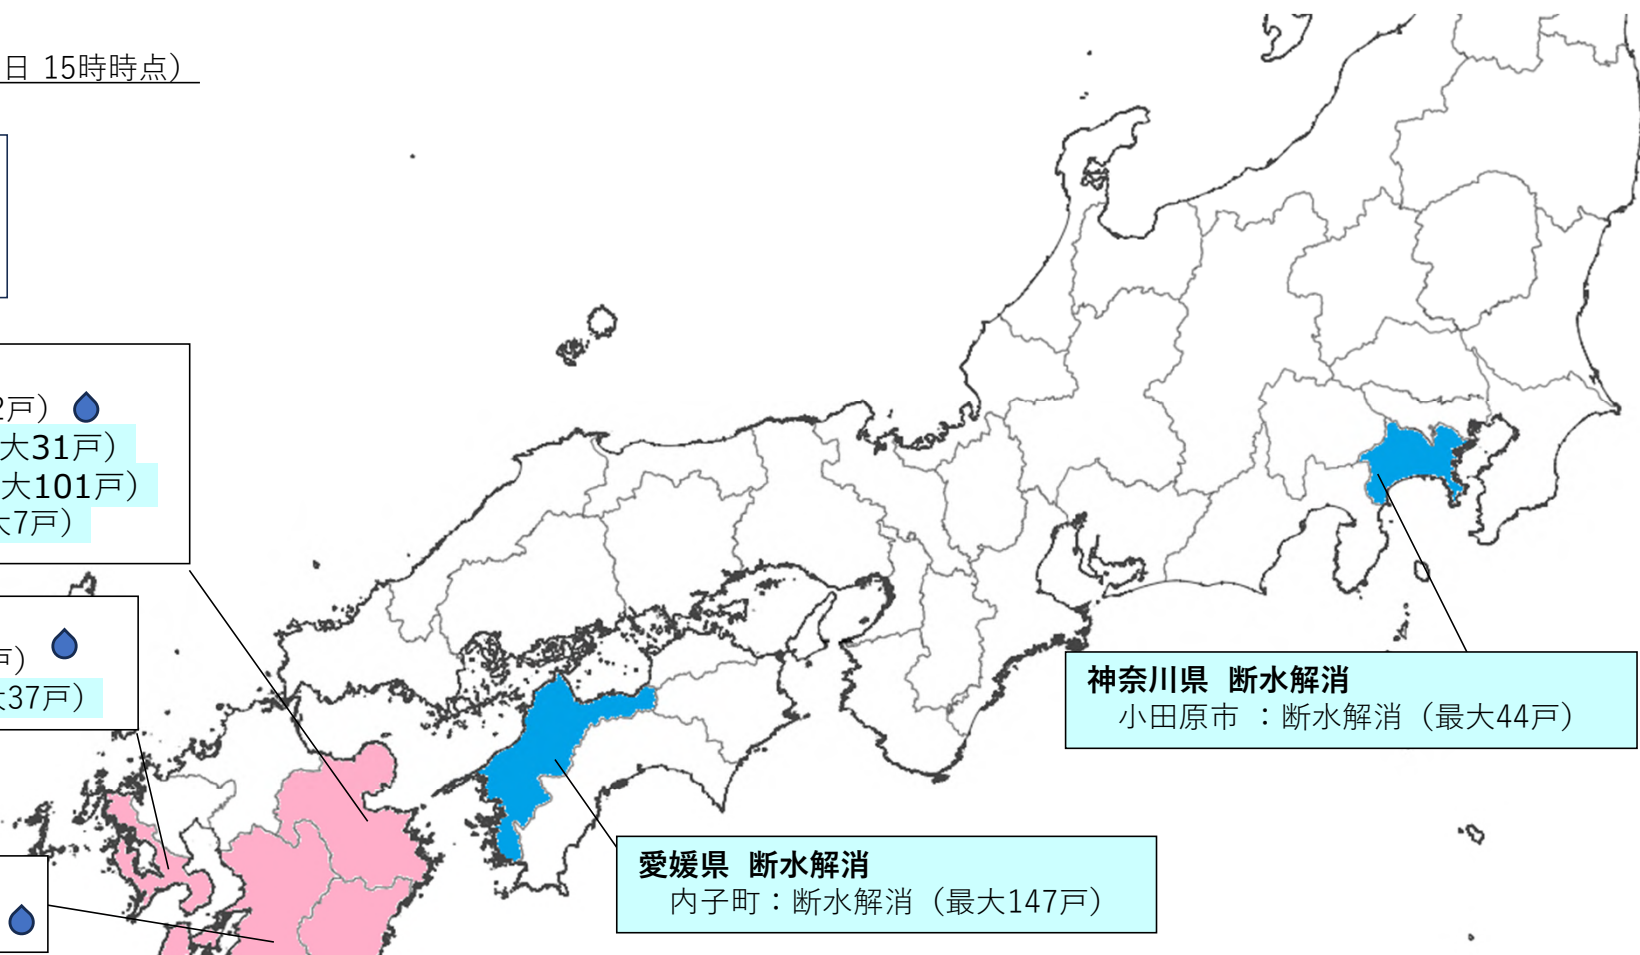 日 15時時点）
2戸）
大31戸）
大101戸）
大7戸）
戸）
大37戸）
神奈川県 断水解消
小田原市 ：断水解消（最大44戸）
愛媛県 断水解消
内子町：断水解消（最大147戸）